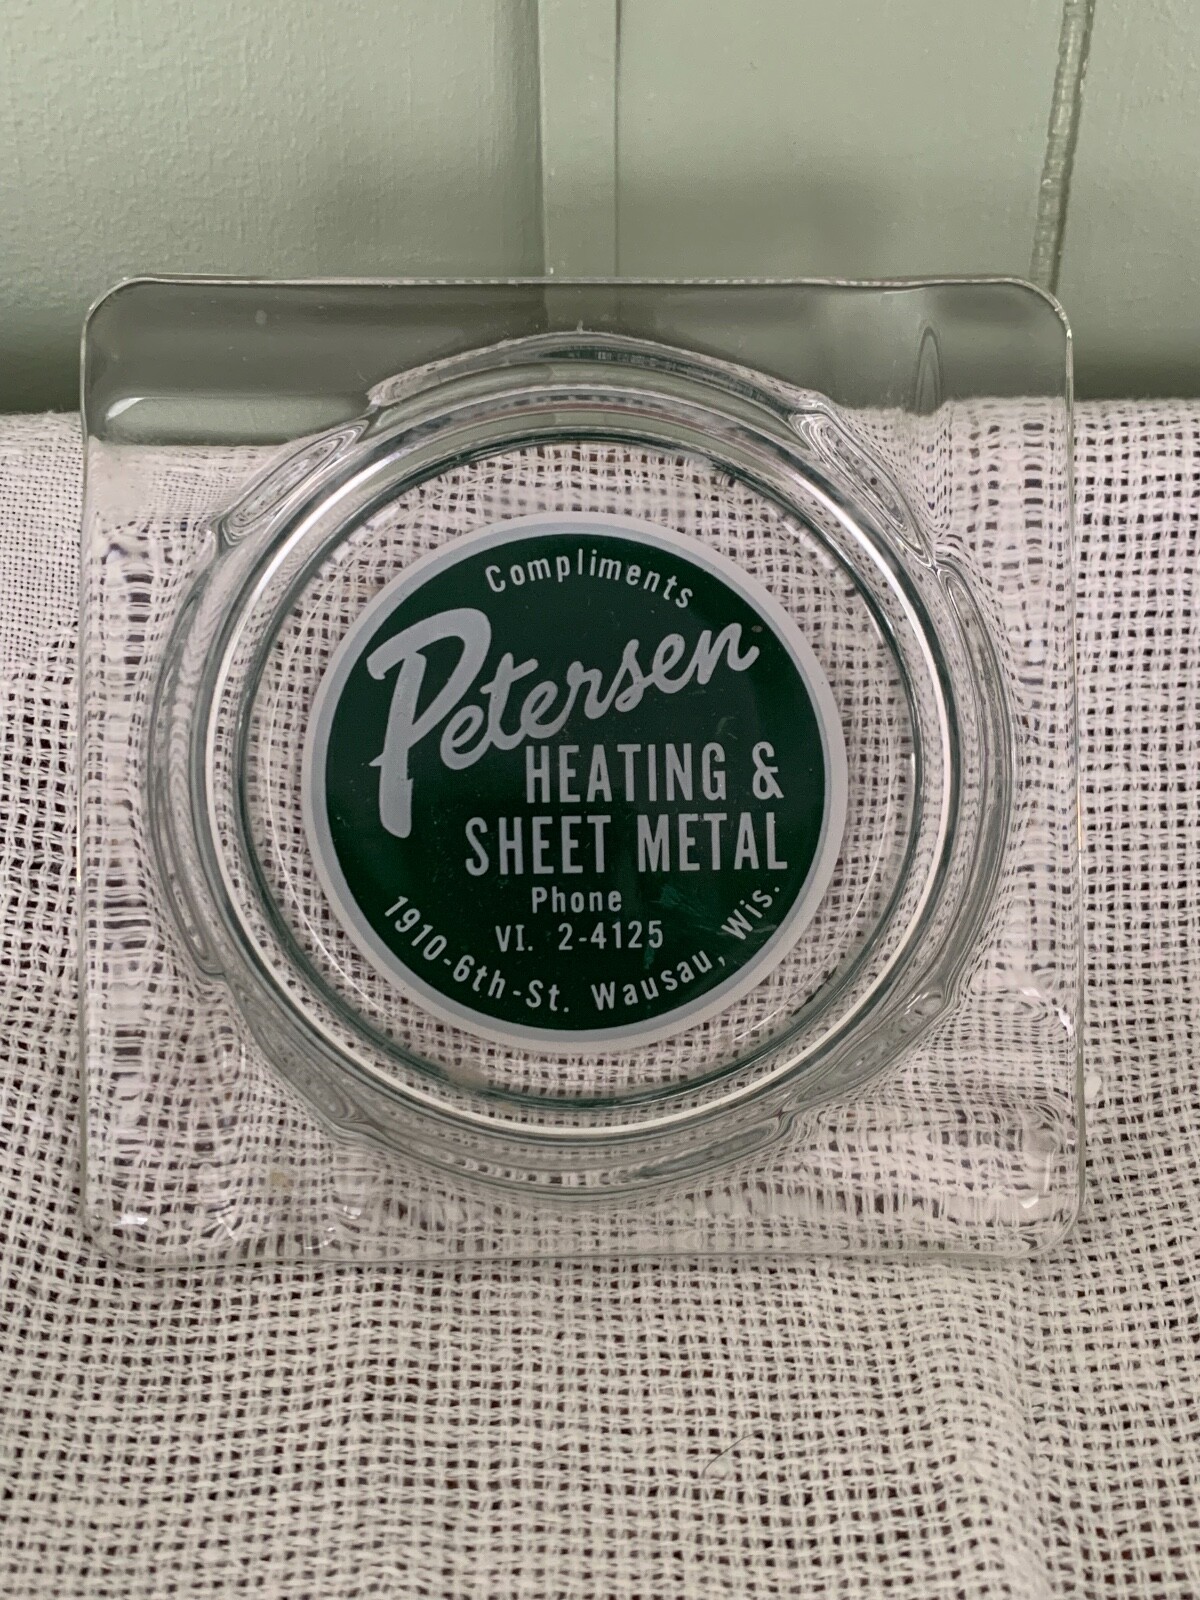 Compliments
Petersen
HEATING &
SHEET METAL
Phone
VI. 2-4125
1910-6th-St. Wausau, Wis.